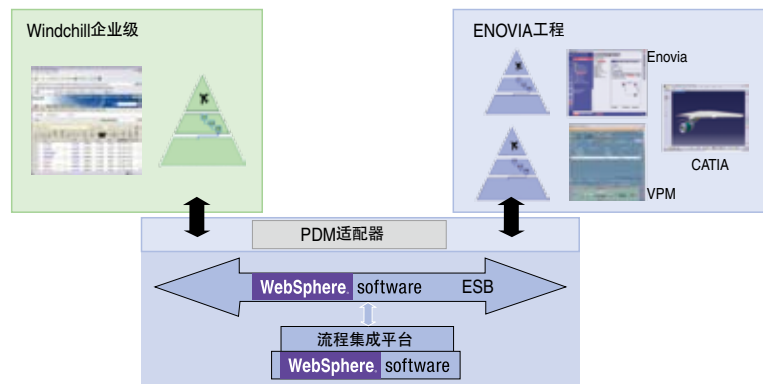 Windchill企业级
ENOVIA工程
Enovia
CATIA
VPM
PDM适配器
WebSphere. software ESB
流程集成平台
WebSphere. software